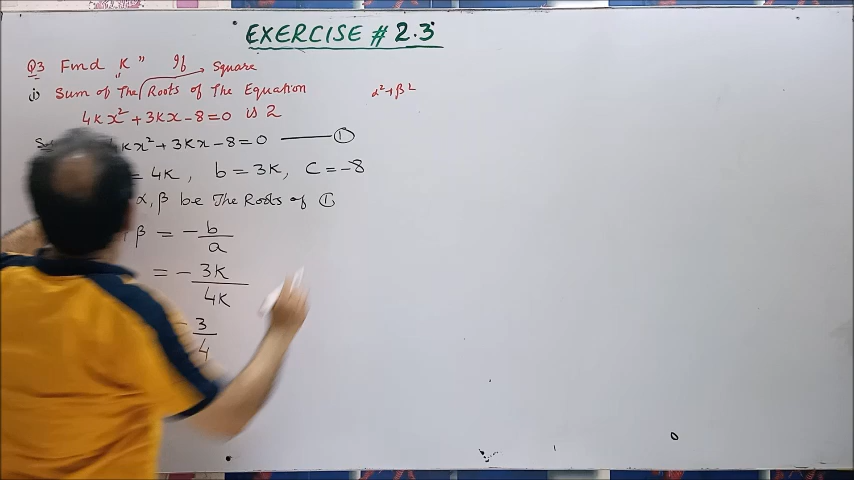 EXERCISE # 2.3
Q3 Find "K" If Square
i) Sum of The Roots of The Equation α²+β²
4Kx²+3Kx-8=0 is 2
4Kx²+3Kx-8=0 ①
= 4K, b=3K, C=-8
α,β be The Roots of ①
β = -b/a
= -3K/4K
3/4